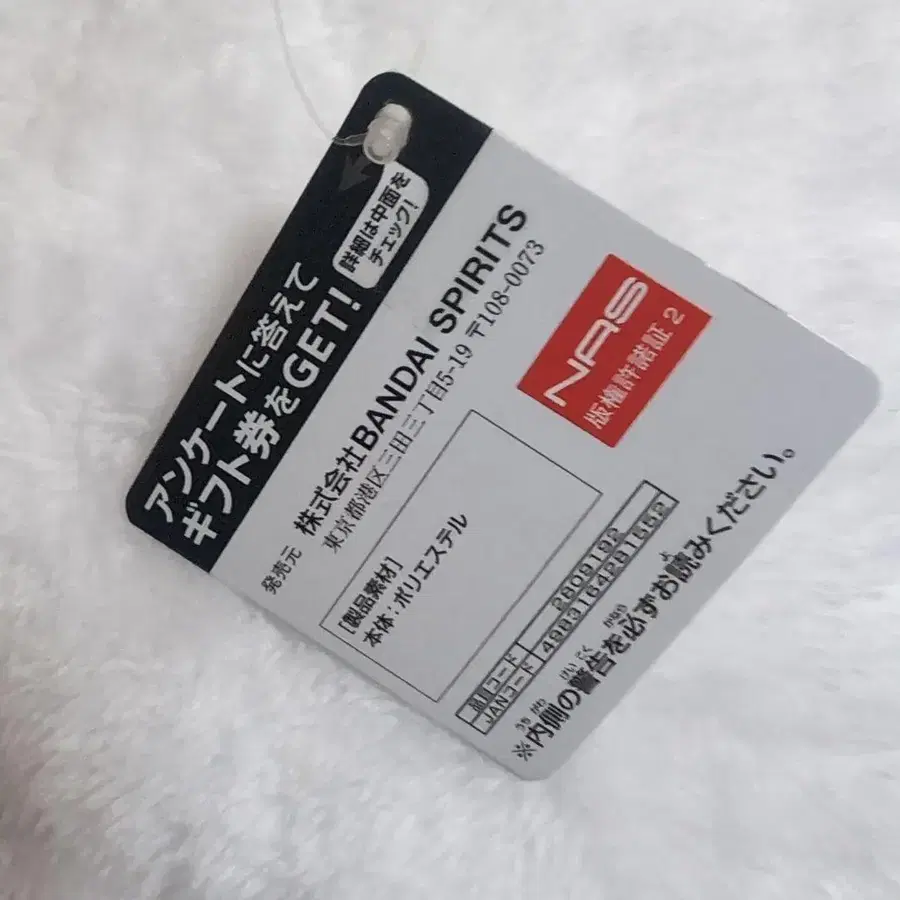 アンケートに答えて
ギフト券をGET!
詳細は中面を
チェック!
発売元 株式会社BANDAI SPIRITS
東京都港区三田三丁目5-19 〒108-0073
NAS
版権許諾証 2
[製品素材]
本体:ポリエステル
品川コード 2809192
JANコード 4983164281552
※内側の警告を必ずお読みください。